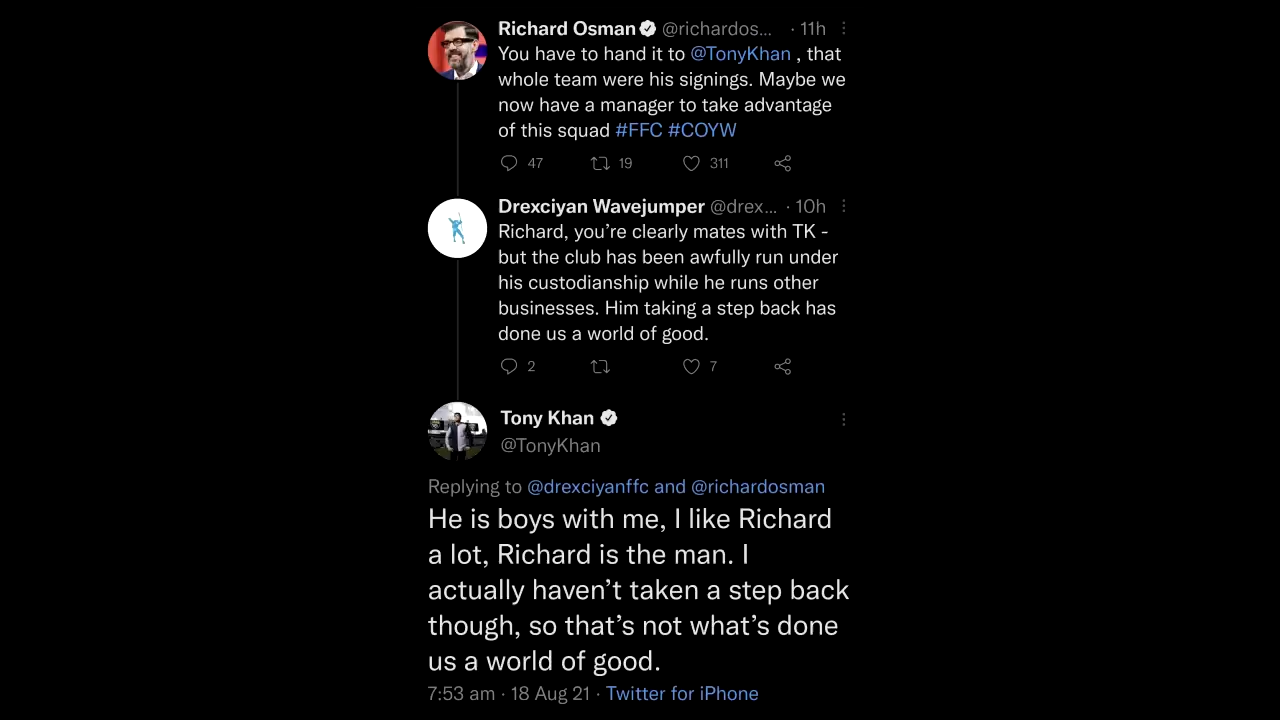 Richard Osman @richardos... · 11h
You have to hand it to @TonyKhan , that
whole team were his signings. Maybe we
now have a manager to take advantage
of this squad #FFC #COYW
47 19 311
Drexciyan Wavejumper @drex... · 10h
Richard, you’re clearly mates with TK -
but the club has been awfully run under
his custodianship while he runs other
businesses. Him taking a step back has
done us a world of good.
2 7
Tony Khan
@TonyKhan
Replying to @drexciyanffc and @richardosman
He is boys with me, I like Richard
a lot, Richard is the man. I
actually haven’t taken a step back
though, so that’s not what’s done
us a world of good.
7:53 am · 18 Aug 21 · Twitter for iPhone